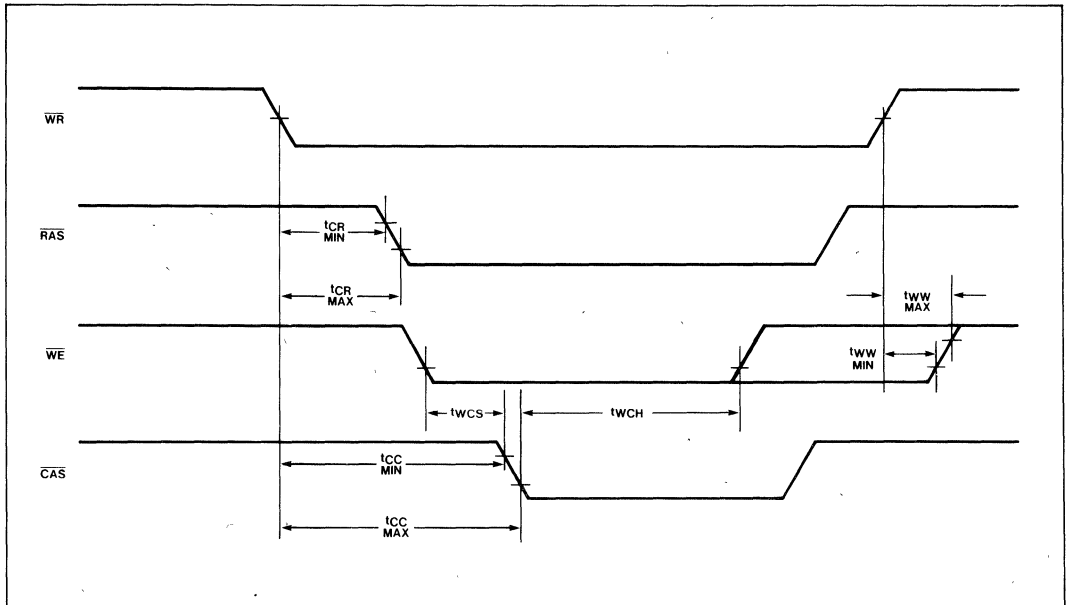 WR
RAS
tCR
MIN
tCR
MAX
tWW
MAX
WE
tWW
MIN
tWCS
tWCH
CAS
tCC
MIN
tCC
MAX